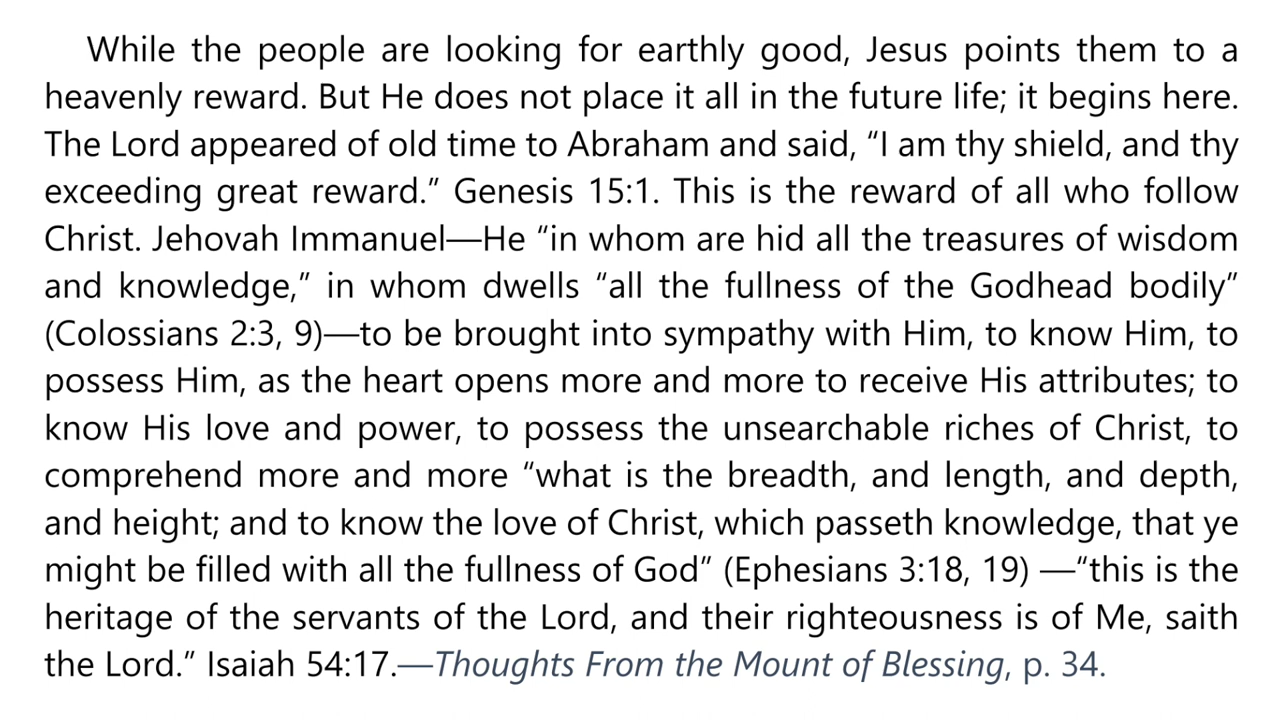 While the people are looking for earthly good, Jesus points them to a
heavenly reward. But He does not place it all in the future life; it begins here.
The Lord appeared of old time to Abraham and said, “I am thy shield, and thy
exceeding great reward.” Genesis 15:1. This is the reward of all who follow
Christ. Jehovah Immanuel—He “in whom are hid all the treasures of wisdom
and knowledge,” in whom dwells “all the fullness of the Godhead bodily”
(Colossians 2:3, 9)—to be brought into sympathy with Him, to know Him, to
possess Him, as the heart opens more and more to receive His attributes; to
know His love and power, to possess the unsearchable riches of Christ, to
comprehend more and more “what is the breadth, and length, and depth,
and height; and to know the love of Christ, which passeth knowledge, that ye
might be filled with all the fullness of God” (Ephesians 3:18, 19) —“this is the
heritage of the servants of the Lord, and their righteousness is of Me, saith
the Lord.” Isaiah 54:17.—Thoughts From the Mount of Blessing, p. 34.